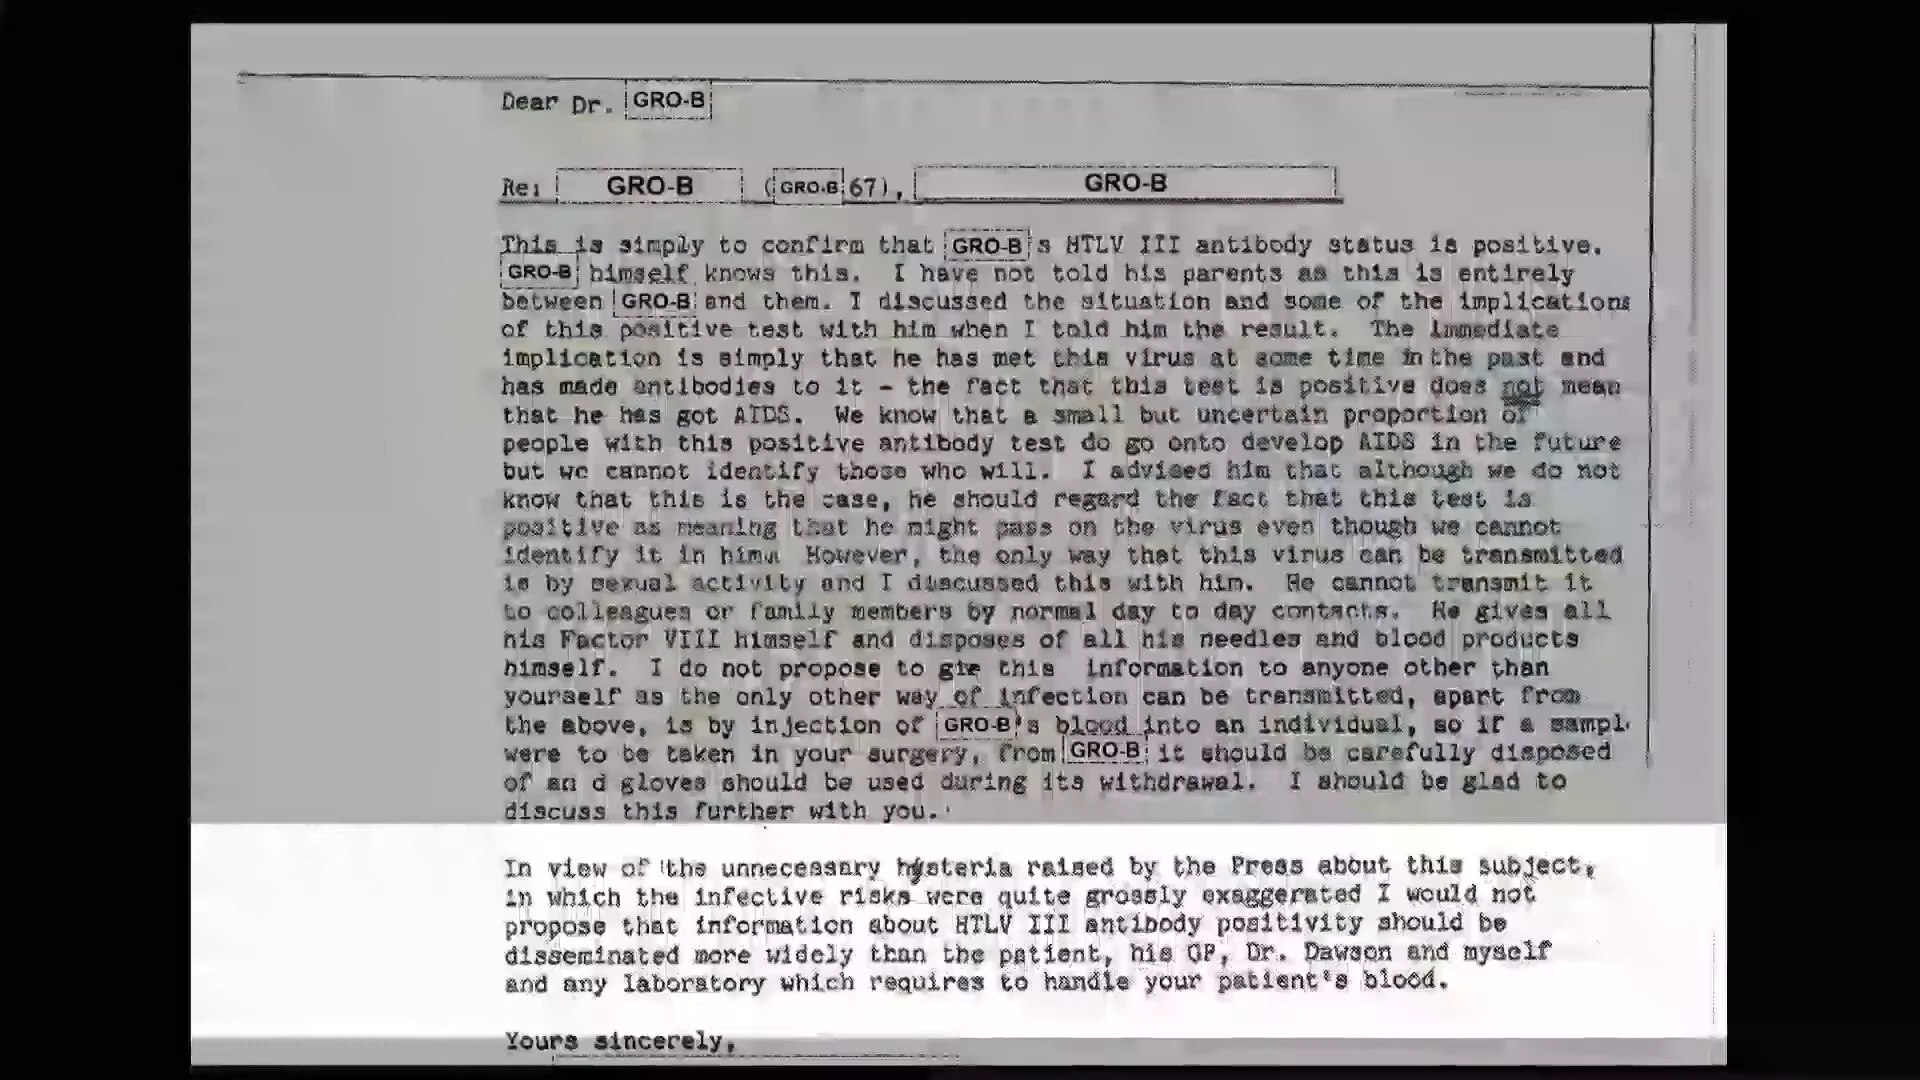 Dear Dr. GRO-B
Re: GRO-B (GRO-B 67), GRO-B
This is simply to confirm that GRO-B s HTLV III antibody status is positive.
GRO-B himself knows this. I have not told his parents as this is entirely
between GRO-B and them. I discussed the situation and some of the implications
of this positive test with him when I told him the result. The immediate
implication is simply that he has met this virus at some time in the past and
has made antibodies to it - the fact that this test is positive does not mean
that he has got AIDS. We know that a small but uncertain proportion of
people with this positive antibody test do go onto develop AIDS in the future
but we cannot identify those who will. I advised him that although we do not
know that this is the case, he should regard the fact that this test is
positive as meaning that he might pass on the virus even though we cannot
identify it in him. However, the only way that this virus can be transmitted
is by sexual activity and I discussed this with him. He cannot transmit it
to colleagues or family members by normal day to day contacts. He gives all
his Factor VIII himself and disposes of all his needles and blood products
himself. I do not propose to gie this information to anyone other than
yourself as the only other way of infection can be transmitted, apart from
the above, is by injection of GRO-B's blood into an individual, so if a sampl
were to be taken in your surgery, from GRO-B it should be carefully disposed
of an d gloves should be used during its withdrawal. I should be glad to
discuss this further with you.
In view of the unnecessary hysteria raised by the Press about this subject,
in which the infective risks were quite grossly exaggerated I would not
propose that information about HTLV III antibody positivity should be
disseminated more widely than the patient, his GP, Dr. Dawson and myself
and any laboratory which requires to handle your patient's blood.
Yours sincerely,